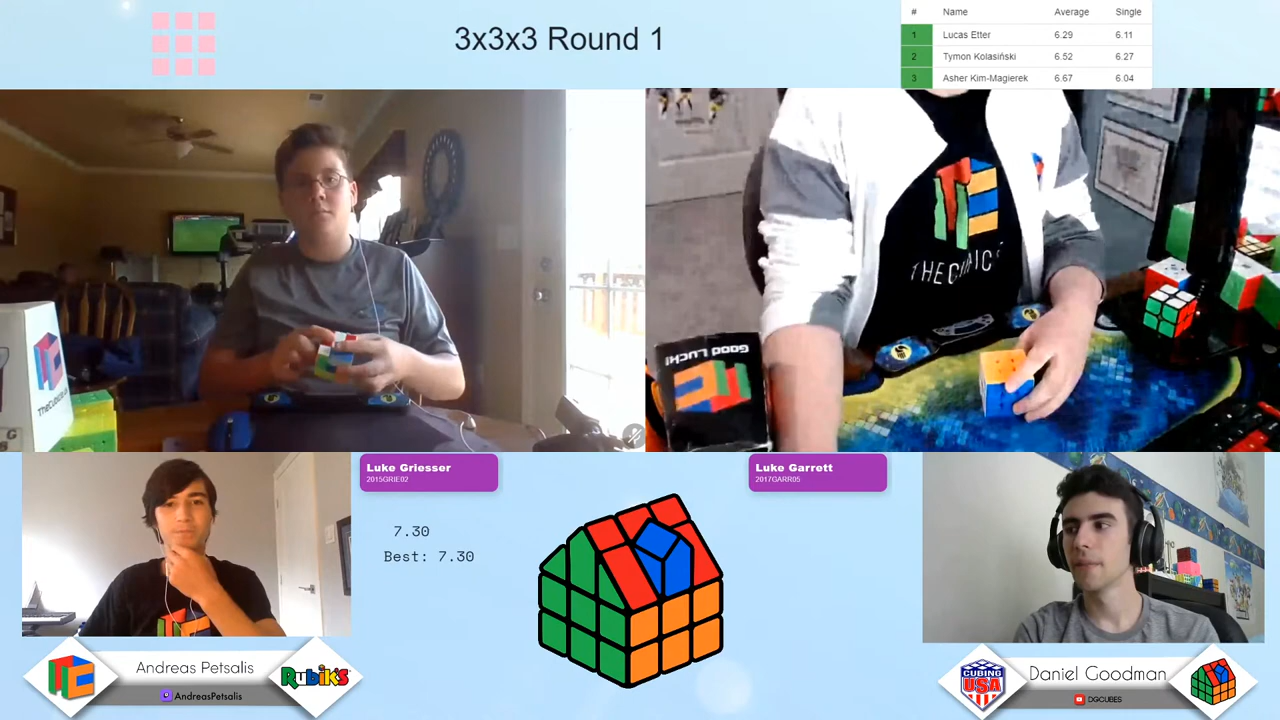 3x3x3 Round 1
# Name Average Single
1 Lucas Etter 6.29 6.11
2 Tymon Kolasiński 6.52 6.27
3 Asher Kim-Magierek 6.67 6.04
THECUBIC
GOOD LUCK!
TheCubicle
Luke Griesser
2015GRIE02
Luke Garrett
2017GARR05
7.30
Best: 7.30
Andreas Petsalis
AndreasPetsalis
RUBIK'S
CUBING
USA
Daniel Goodman
DGCUBES